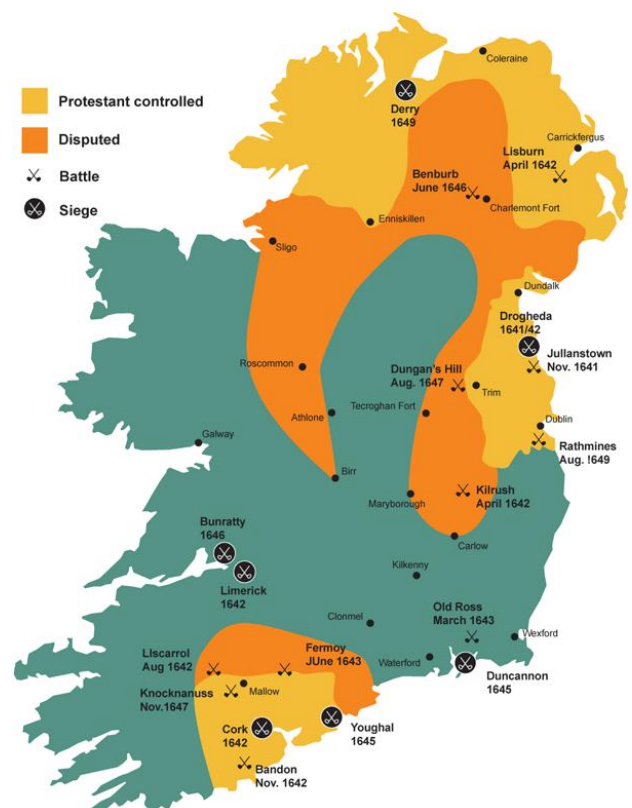 Coleraine
Derry
1649
Protestant controlled
Disputed
Battle
Siege
Carrickfergus
Lisburn
April 1642
Benburb
June 1646
Charlemont Fort
Enniskillen
Sligo
Dundalk
Drogheda
1641/42
Jullanstown
Nov. 1641
Roscommon
Dungan's Hill
Aug. 1647
Trim
Athlone
Tecroghan Fort
Dublin
Galway
Rathmines
Aug. !649
Birr
Maryborough
Kilrush
April 1642
Bunratty
1646
Carlow
Limerick
1642
Kilkenny
Clonmel
Old Ross
March 1643
Wexford
LIscarrol
Aug 1642
Fermoy
JUne 1643
Waterford
Duncannon
1645
Knocknanuss
Nov.1647
Mallow
Cork
1642
Youghal
1645
Bandon
Nov. 1642